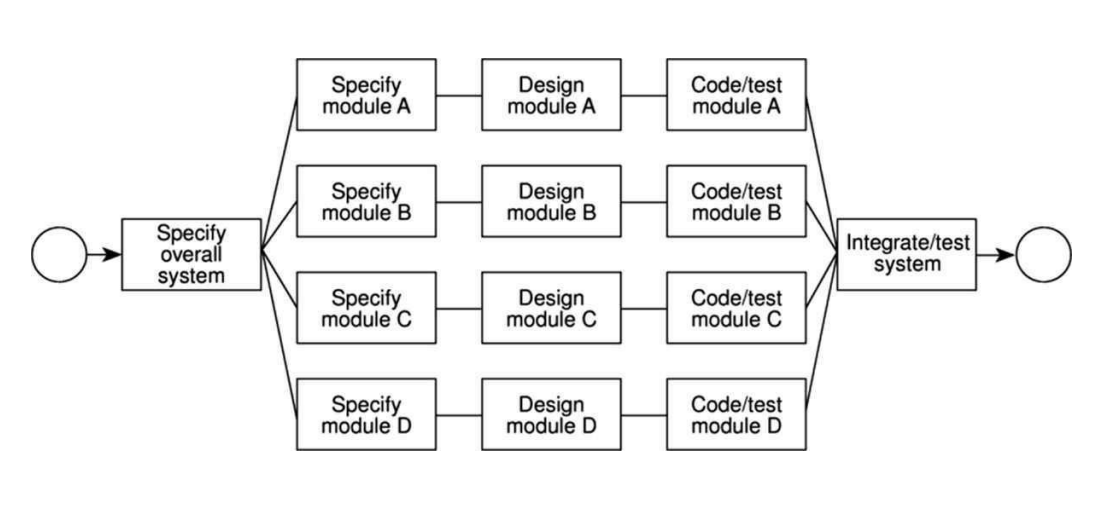 Specify
overall
system
Specify
module A
Design
module A
Code/test
module A
Specify
module B
Design
module B
Code/test
module B
Specify
module C
Design
module C
Code/test
module C
Specify
module D
Design
module D
Code/test
module D
Integrate/test
system